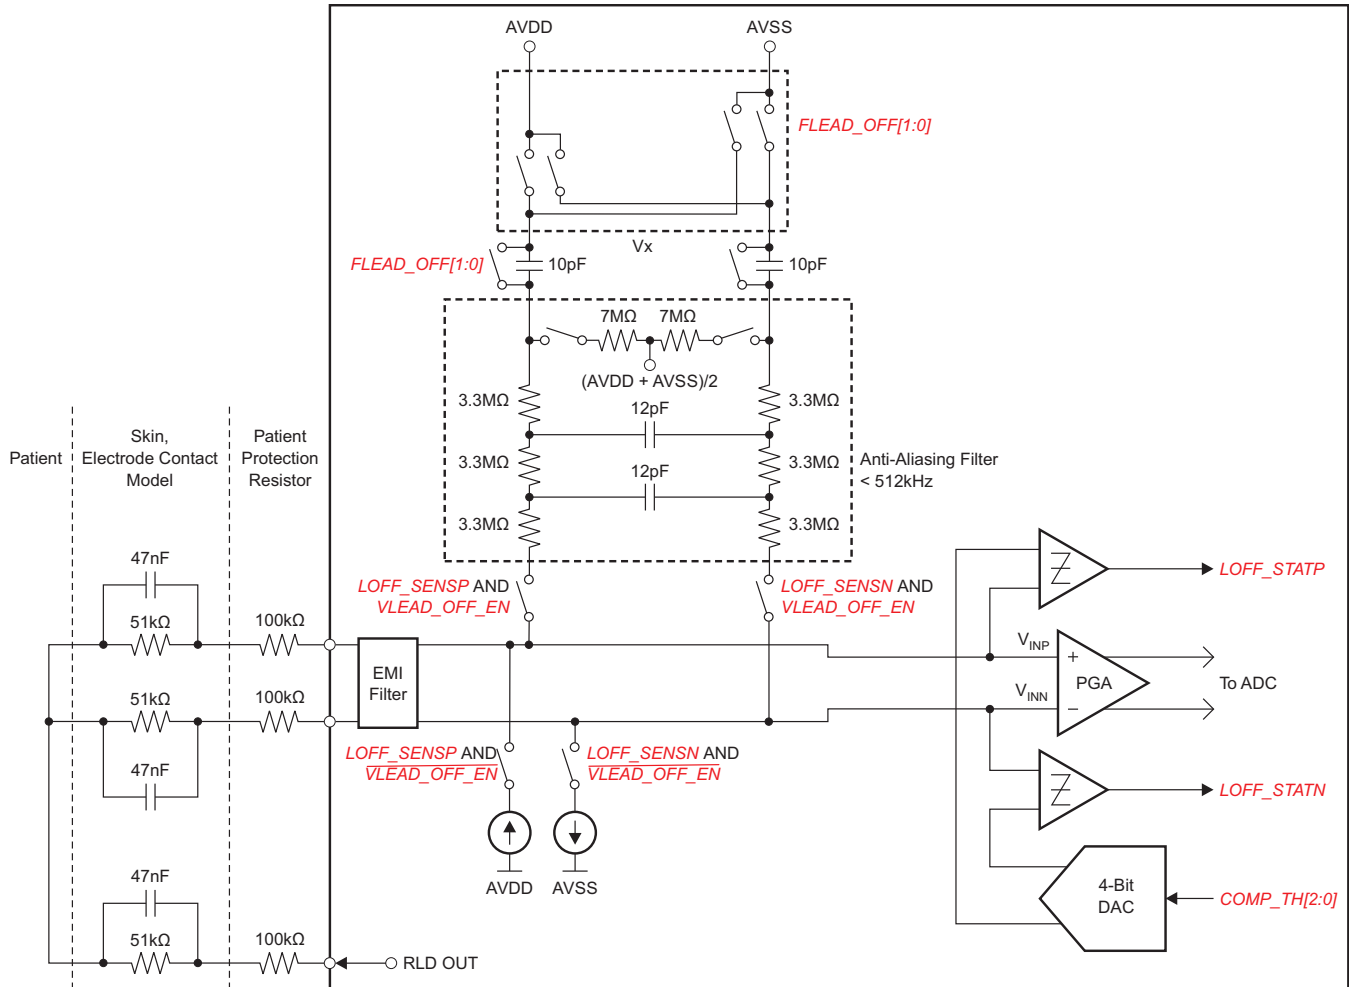 AVDD
AVSS
FLEAD_OFF[1:0]
Vx
FLEAD_OFF[1:0]
10pF
10pF
7MΩ
7MΩ
(AVDD + AVSS)/2
3.3MΩ
12pF
3.3MΩ
3.3MΩ
12pF
3.3MΩ
Anti-Aliasing Filter
< 512kHz
3.3MΩ
3.3MΩ
Patient
Skin,
Electrode Contact
Model
Patient
Protection
Resistor
LOFF_SENSP AND
VLEAD_OFF_EN
LOFF_SENSN AND
VLEAD_OFF_EN
47nF
51kΩ
100kΩ
EMI
Filter
51kΩ
100kΩ
47nF
LOFF_SENSP AND
VLEAD_OFF_EN
LOFF_SENSN AND
VLEAD_OFF_EN
AVDD
AVSS
LOFF_STATP
VINP
+
PGA
To ADC
VINN
−
LOFF_STATN
4-Bit
DAC
COMP_TH[2:0]
47nF
51kΩ
100kΩ
RLD OUT